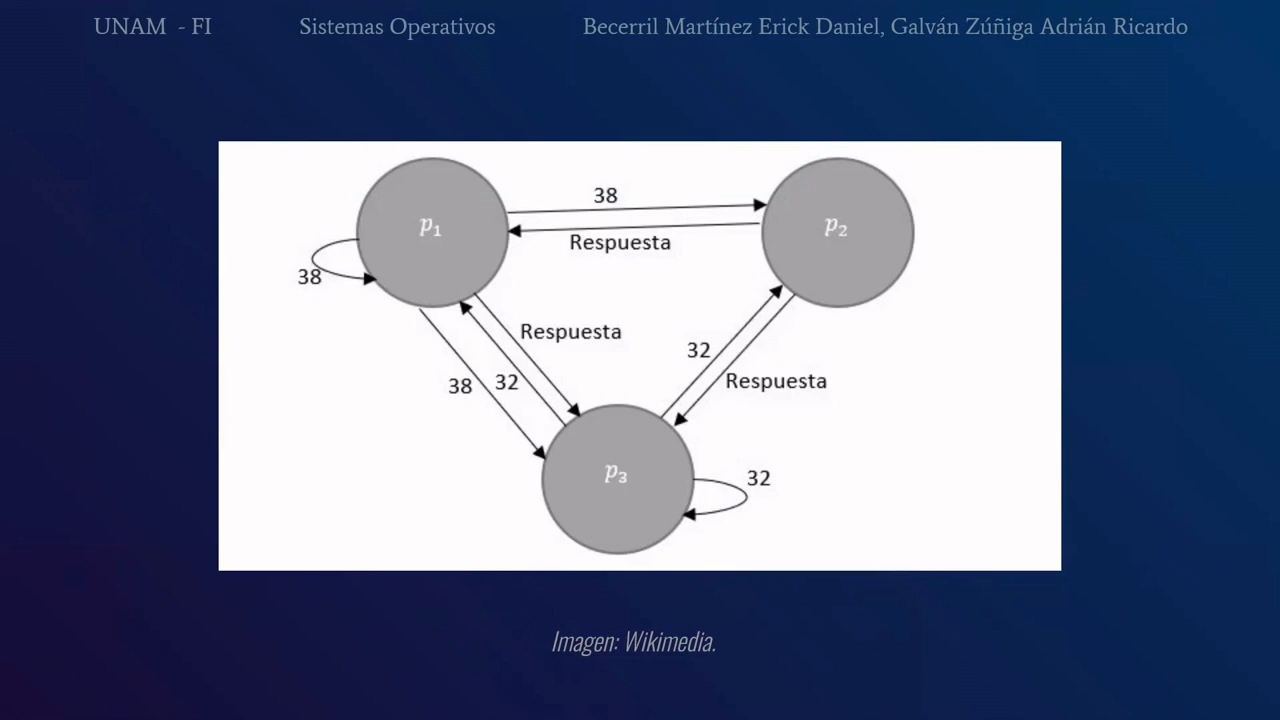 UNAM - FI Sistemas Operativos Becerril Martínez Erick Daniel, Galván Zúñiga Adrián Ricardo
38
p₁
p₂
Respuesta
38
Respuesta
32
38
32
Respuesta
p₃
32
Imagen: Wikimedia.